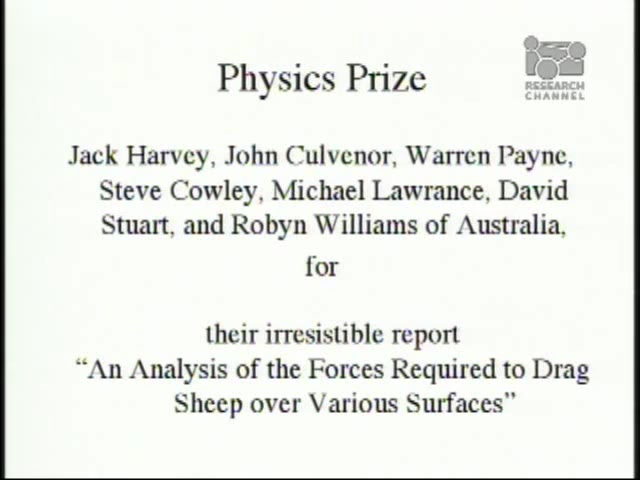 Physics Prize
RESEARCH
CHANNEL
Jack Harvey, John Culvenor, Warren Payne,
Steve Cowley, Michael Lawrance, David
Stuart, and Robyn Williams of Australia,
for
their irresistible report
“An Analysis of the Forces Required to Drag
Sheep over Various Surfaces”